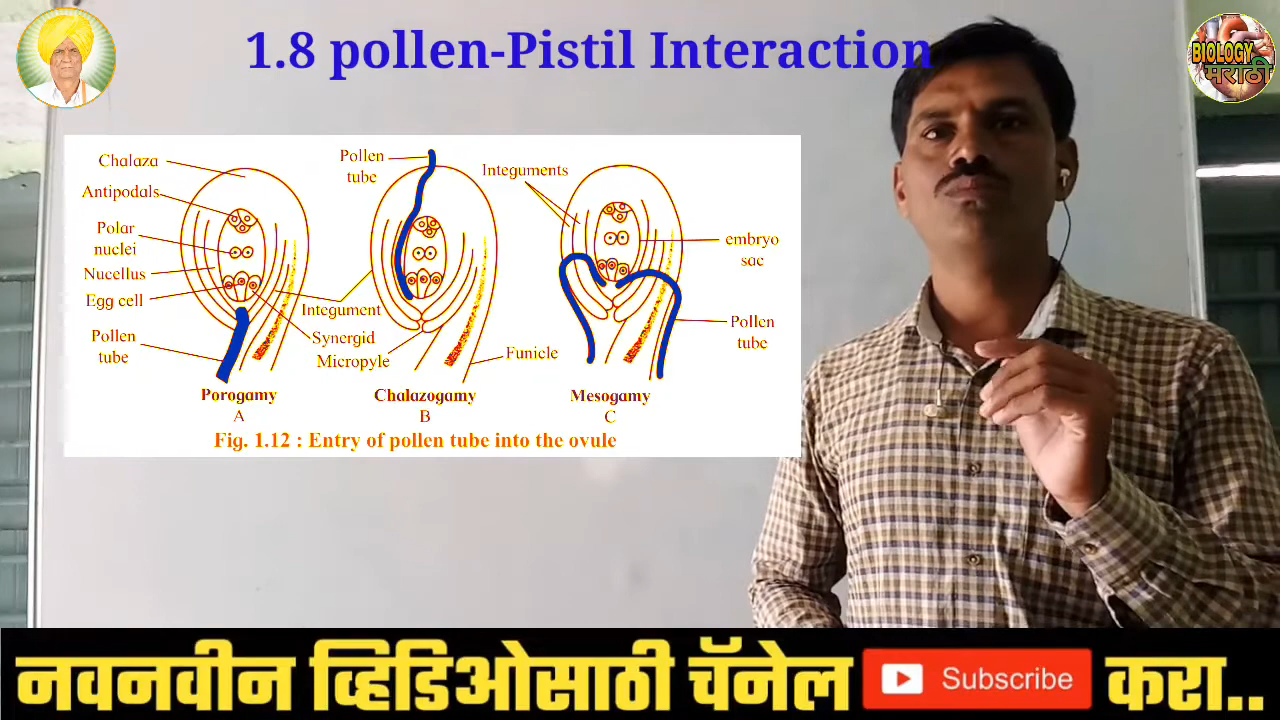 1.8 pollen-Pistil Interaction
BIOLOGY
मराठी
Chalaza
Antipodals
Polar
nuclei
Nucellus
Egg cell
Pollen
tube
Pollen
tube
Integuments
Integument
Synergid
Micropyle
Funicle
embryo
sac
Pollen
tube
Porogamy
A
Chalazogamy
B
Mesogamy
C
Fig. 1.12 : Entry of pollen tube into the ovule
नवनवीन व्हिडिओसाठी चॅनेल Subscribe करा..